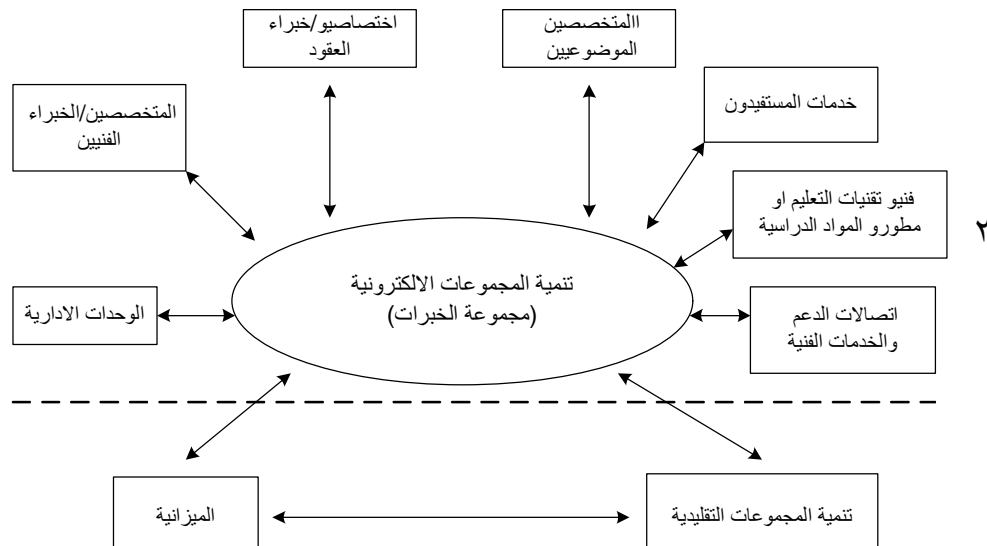 اختصاصيو/خبراء
العقود
االمتخصصين
الموضوعيين
المتخصصين/الخبراء
الفنيين
خدمات المستفيدون
فنيو تقنيات التعليم او
مطورو المواد الدراسية
٢
تنمية المجموعات الالكترونية
(مجموعة الخبرات)
الوحدات الادارية
اتصالات الدعم
والخدمات الفنية
الميزانية
تنمية المجموعات التقليدية